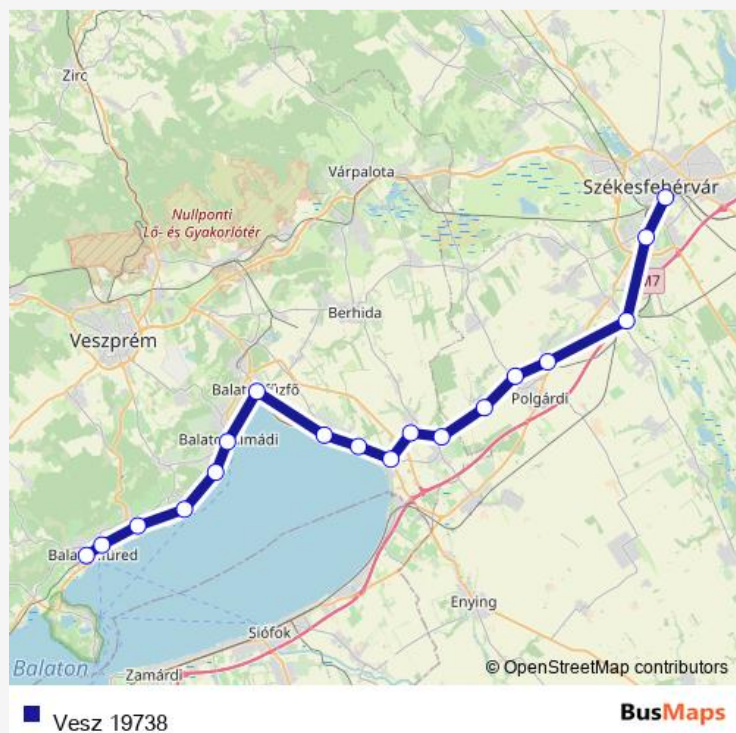 Zirc
Várpalota
Székesfehérvár
Nullponti
Lő- és Gyakorlótér
M7
Berhida
Veszprém
Polgárdi
Enying
Siófok
Balaton
Zamárdi
© OpenStreetMap contributors
Vesz 19738
BusMaps